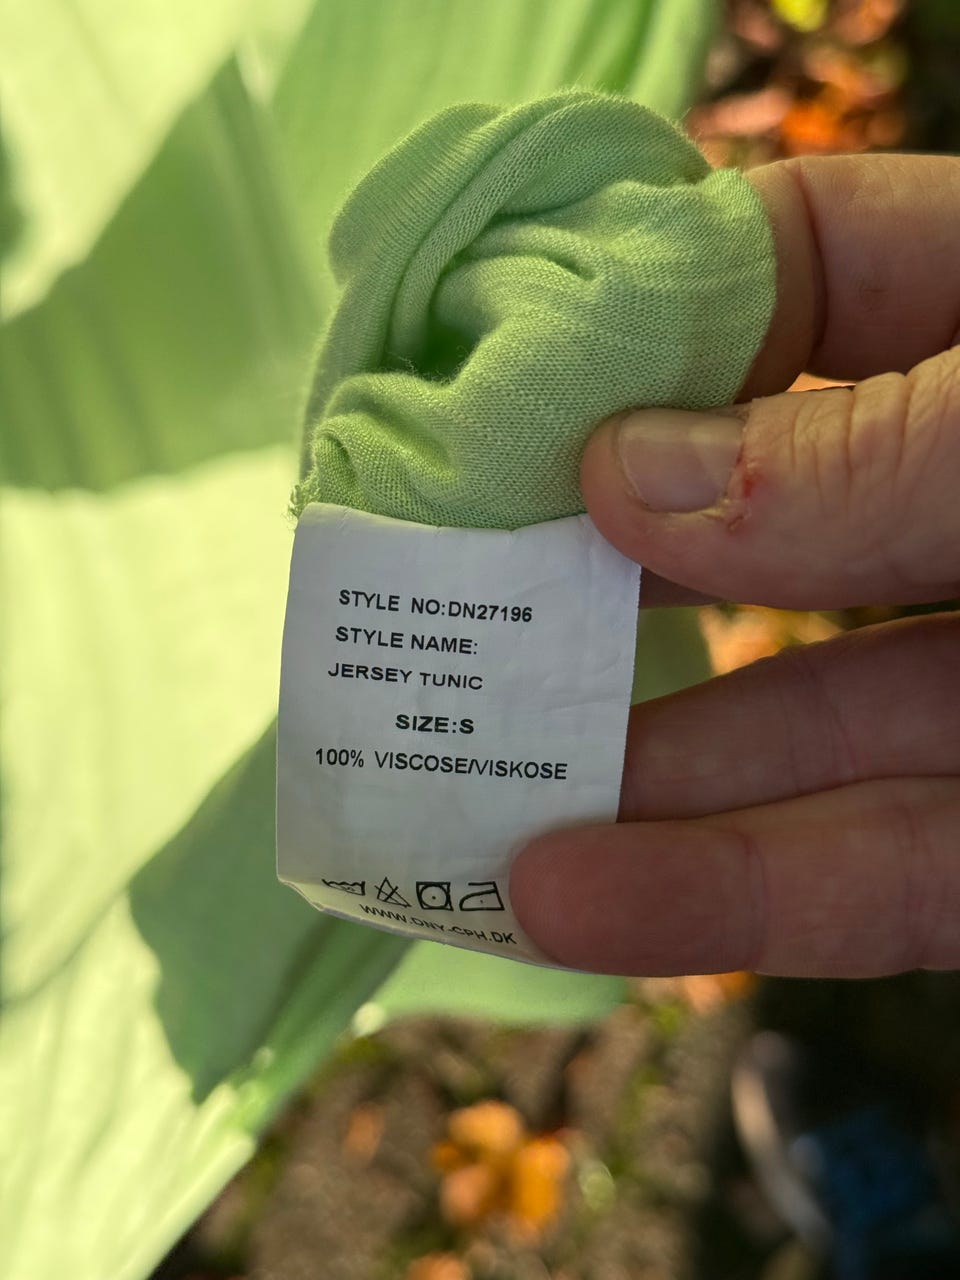 STYLE NO:DN27196
STYLE NAME:
JERSEY TUNIC
SIZE:S
100% VISCOSE/VISKOSE
WWW.DNY-CPH.DK